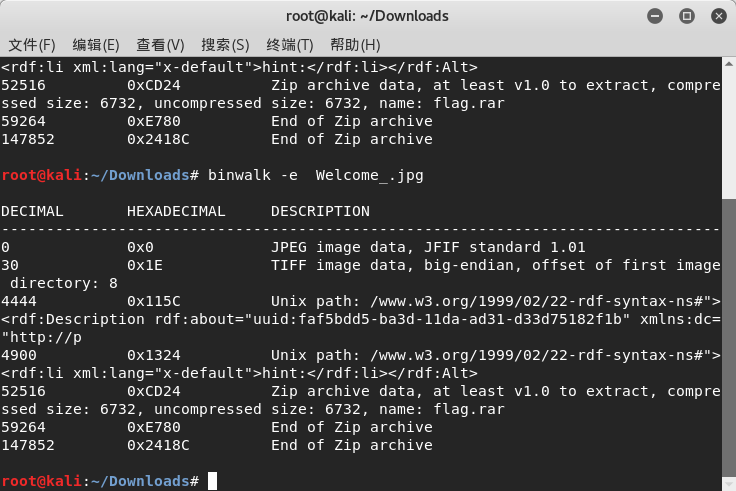 root@kali: ~/Downloads
文件(F) 编辑(E) 查看(V) 搜索(S) 终端(T) 帮助(H)
<rdf:li xml:lang="x-default">hint:</rdf:li></rdf:Alt>
52516         0xCD24          Zip archive data, at least v1.0 to extract, compre
ssed size: 6732, uncompressed size: 6732, name: flag.rar
59264         0xE780          End of Zip archive
147852        0x2418C         End of Zip archive
root@kali:~/Downloads# binwalk -e  Welcome_.jpg
DECIMAL       HEXADECIMAL     DESCRIPTION
--------------------------------------------------------------------------------
0             0x0             JPEG image data, JFIF standard 1.01
30            0x1E            TIFF image data, big-endian, offset of first image
 directory: 8
4444          0x115C          Unix path: /www.w3.org/1999/02/22-rdf-syntax-ns#">
<rdf:Description rdf:about="uuid:faf5bdd5-ba3d-11da-ad31-d33d75182f1b" xmlns:dc=
"http://p
4900          0x1324          Unix path: /www.w3.org/1999/02/22-rdf-syntax-ns#">
<rdf:li xml:lang="x-default">hint:</rdf:li></rdf:Alt>
52516         0xCD24          Zip archive data, at least v1.0 to extract, compre
ssed size: 6732, uncompressed size: 6732, name: flag.rar
59264         0xE780          End of Zip archive
147852        0x2418C         End of Zip archive
root@kali:~/Downloads#